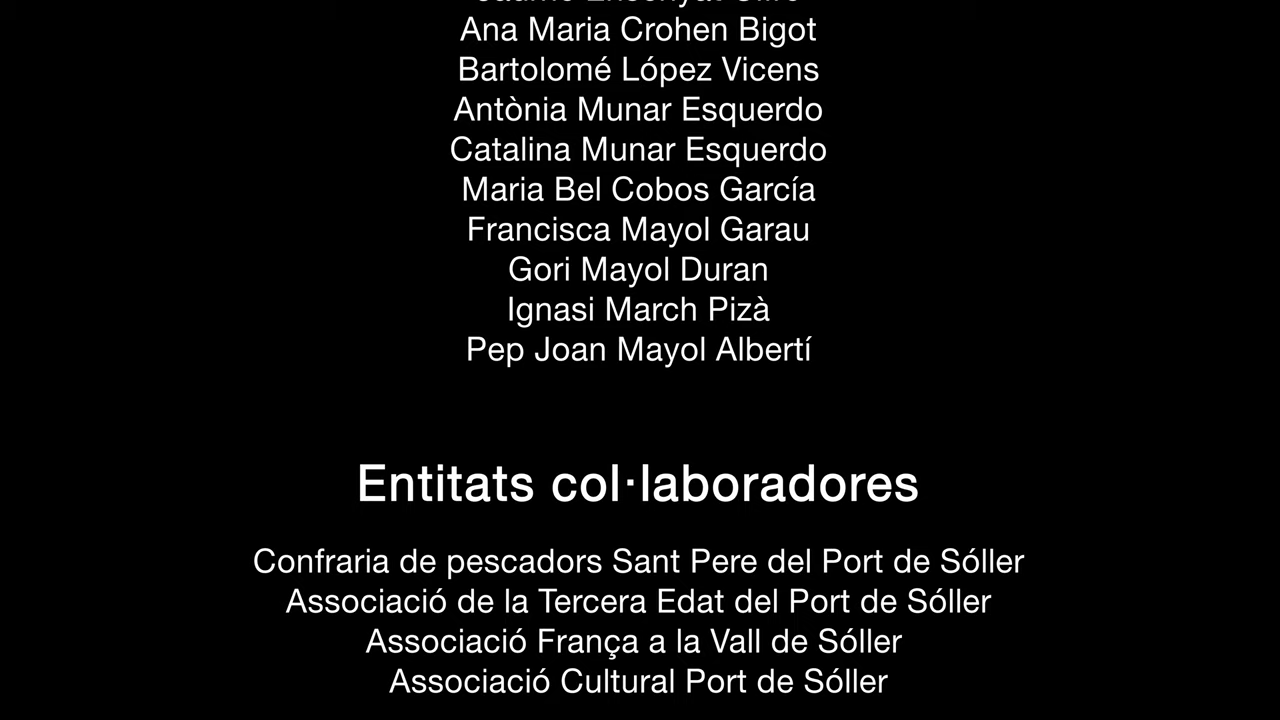 Ana Maria Crohen Bigot
Bartolomé López Vicens
Antònia Munar Esquerdo
Catalina Munar Esquerdo
Maria Bel Cobos García
Francisca Mayol Garau
Gori Mayol Duran
Ignasi March Pizà
Pep Joan Mayol Albertí
Entitats col·laboradores
Confraria de pescadors Sant Pere del Port de Sóller
Associació de la Tercera Edat del Port de Sóller
Associació França a la Vall de Sóller
Associació Cultural Port de Sóller